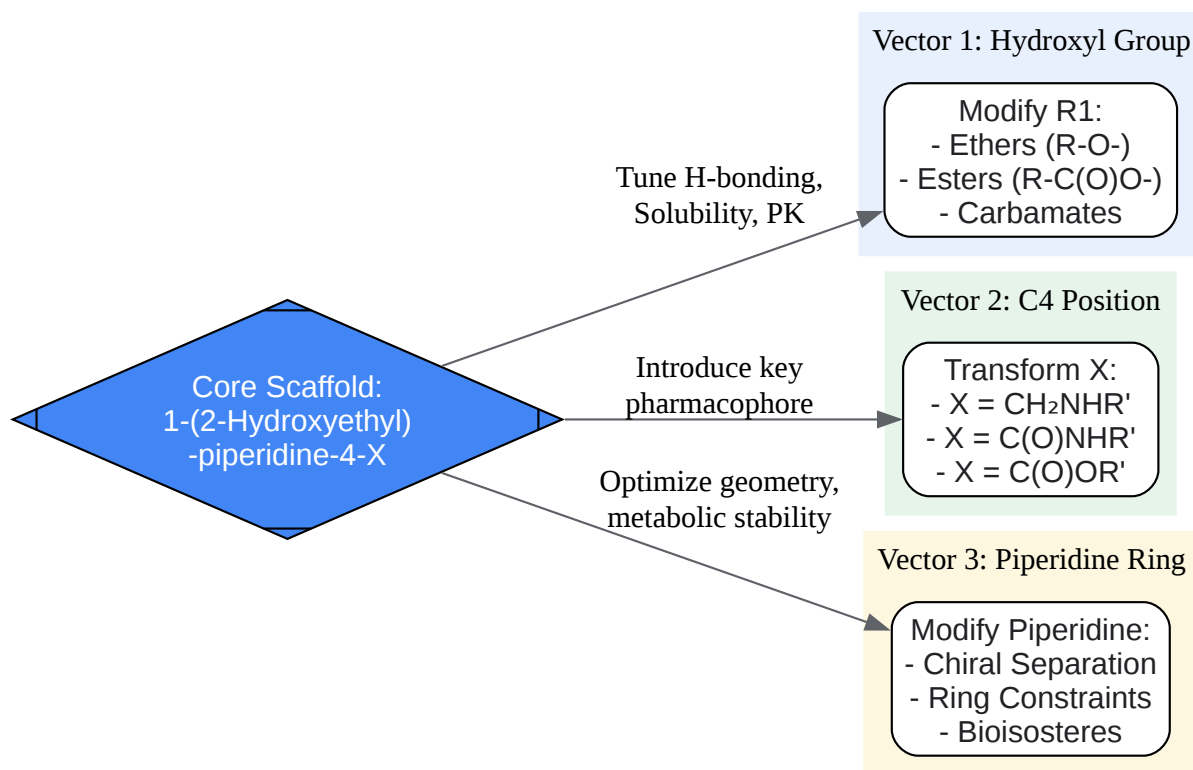 Vector 1: Hydroxyl Group
Modify R1:
- Ethers (R-O-)
- Esters (R-C(O)O-)
- Carbamates
Tune H-bonding,
Solubility, PK
Vector 2: C4 Position
Core Scaffold:
1-(2-Hydroxyethyl)
-piperidine-4-X
Introduce key
pharmacophore
Transform X:
- X = CH₂NHR'
- X = C(O)NHR'
- X = C(O)OR'
Optimize geometry,
metabolic stability
Vector 3: Piperidine Ring
Modify Piperidine:
- Chiral Separation
- Ring Constraints
- Bioisosteres